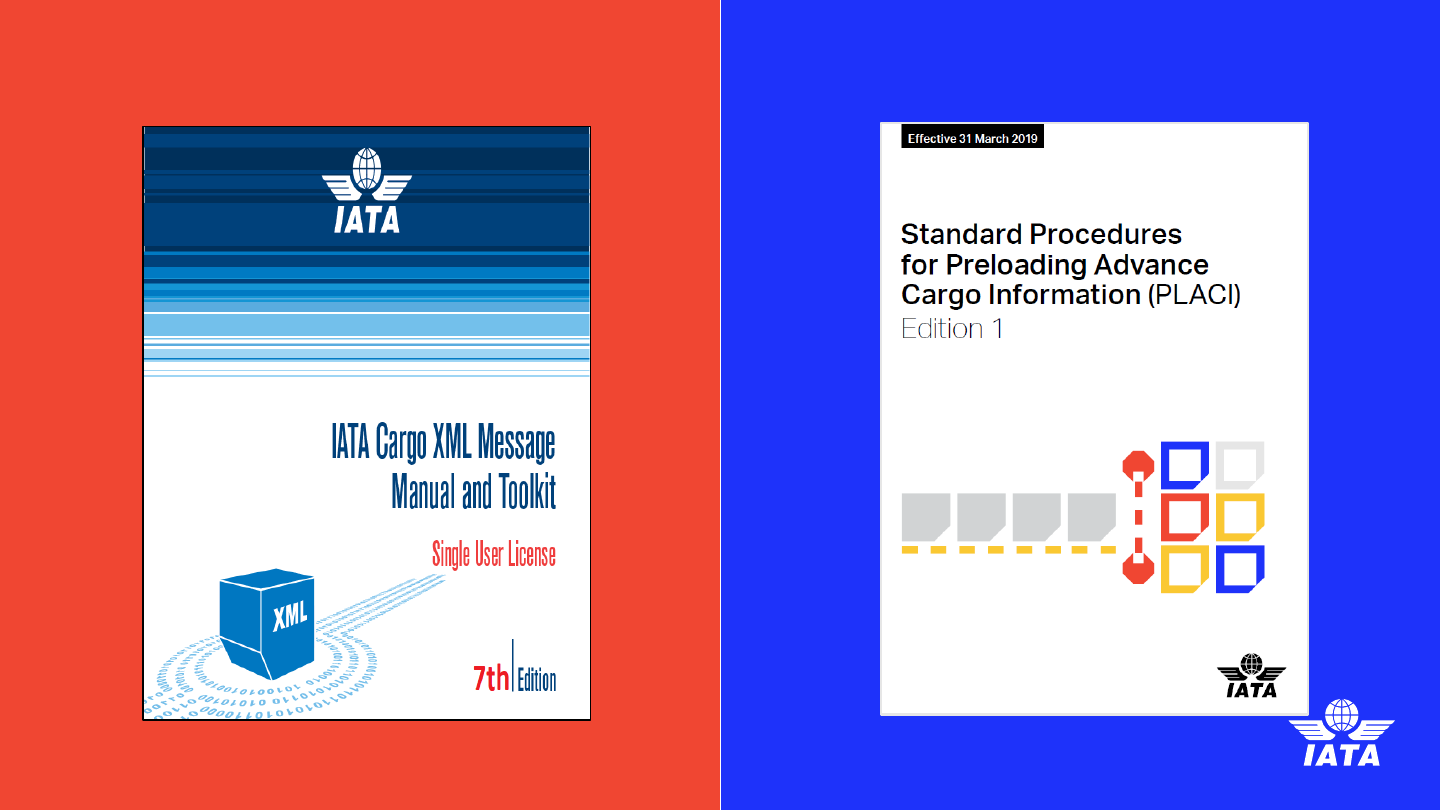 IATA
IATA Cargo XML Message
Manual and Toolkit
Single User License
XML
7th Edition
Effective 31 March 2019
Standard Procedures
for Preloading Advance
Cargo Information (PLACI)
Edition 1
IATA
IATA